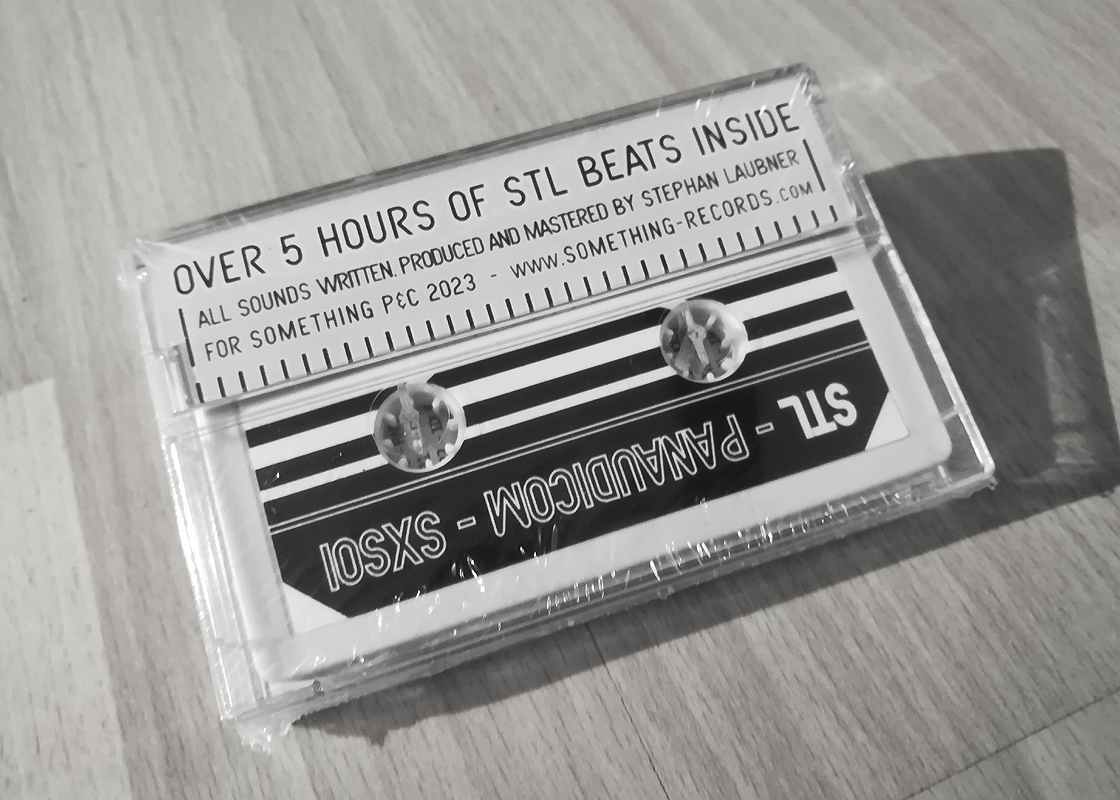 OVER 5 HOURS OF STL BEATS INSIDE
ALL SOUNDS WRITTEN, PRODUCED AND MASTERED BY STEPHAN LAUBNER
FOR SOMETHING P&C 2023 - WWW.SOMETHING-RECORDS.COM
STL - PANAUDICOM - SXS01